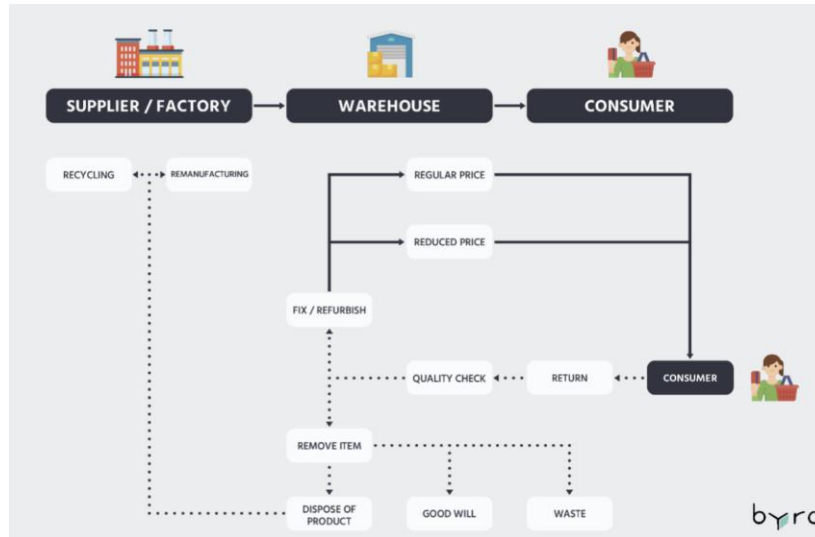 SUPPLIER / FACTORY
WAREHOUSE
CONSUMER
RECYCLING
REMANUFACTURING
REGULAR PRICE
REDUCED PRICE
FIX / REFURBISH
QUALITY CHECK
RETURN
CONSUMER
REMOVE ITEM
DISPOSE OF
PRODUCT
GOOD WILL
WASTE
byrd